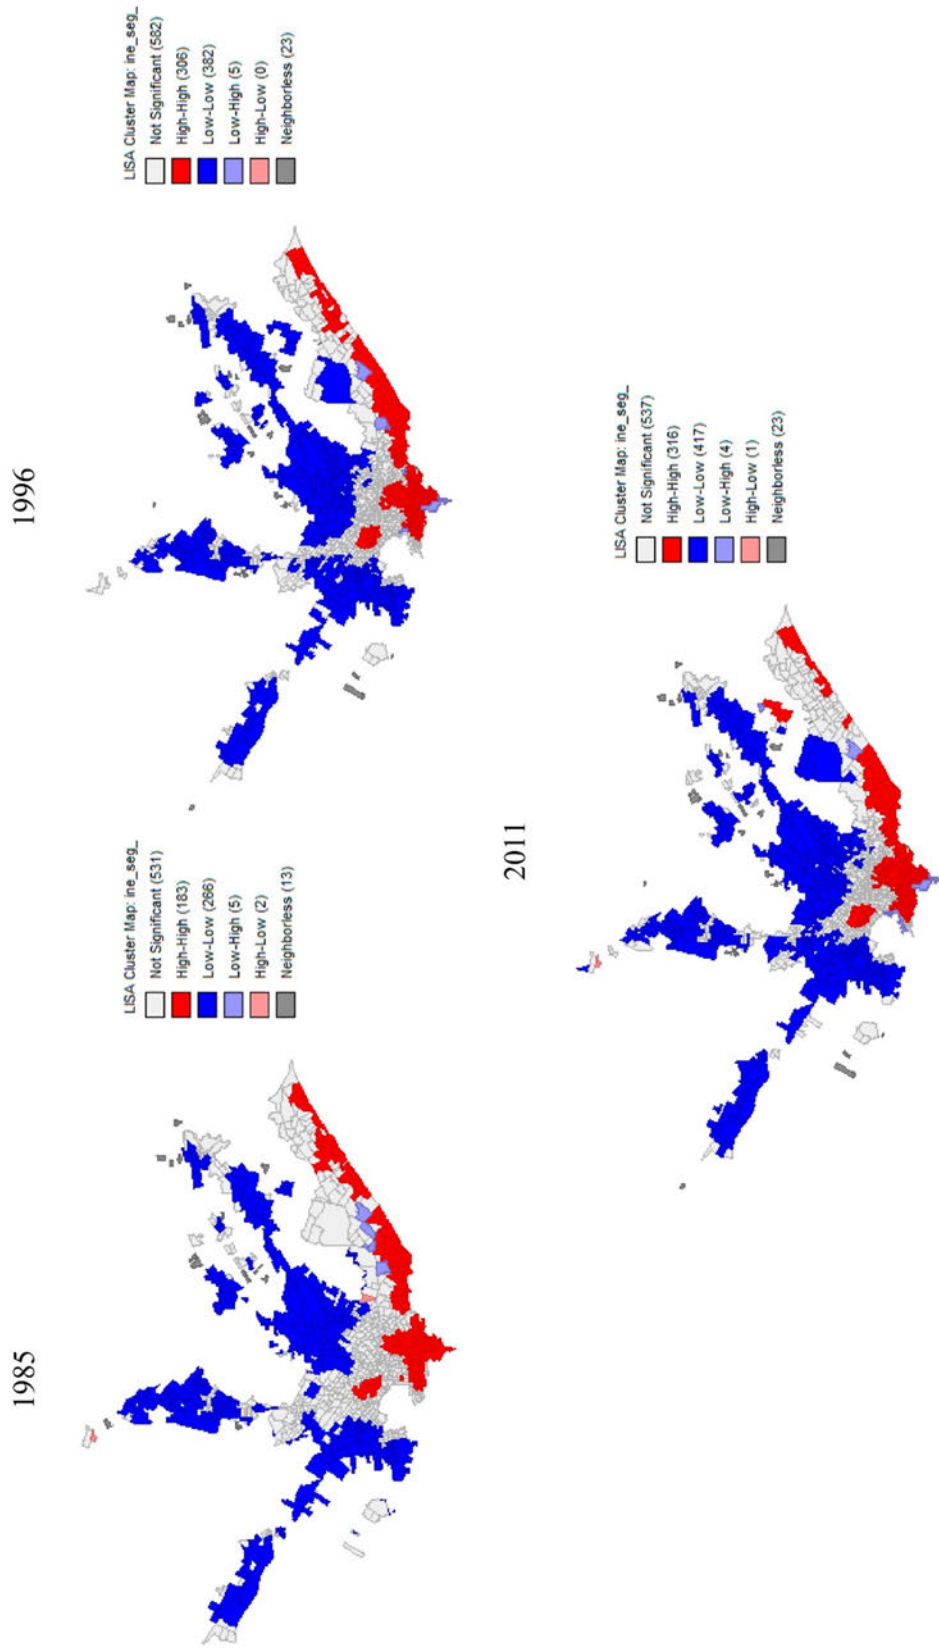 1985
LISA Cluster Map: ine_seg_
Not Significant (531)
High-High (183)
Low-Low (266)
Low-High (5)
High-Low (2)
Neighborless (13)
1996
LISA Cluster Map: ine_seg_
Not Significant (582)
High-High (306)
Low-Low (382)
Low-High (5)
High-Low (0)
Neighborless (23)
2011
LISA Cluster Map: ine_seg_
Not Significant (537)
High-High (316)
Low-Low (417)
Low-High (4)
High-Low (1)
Neighborless (23)